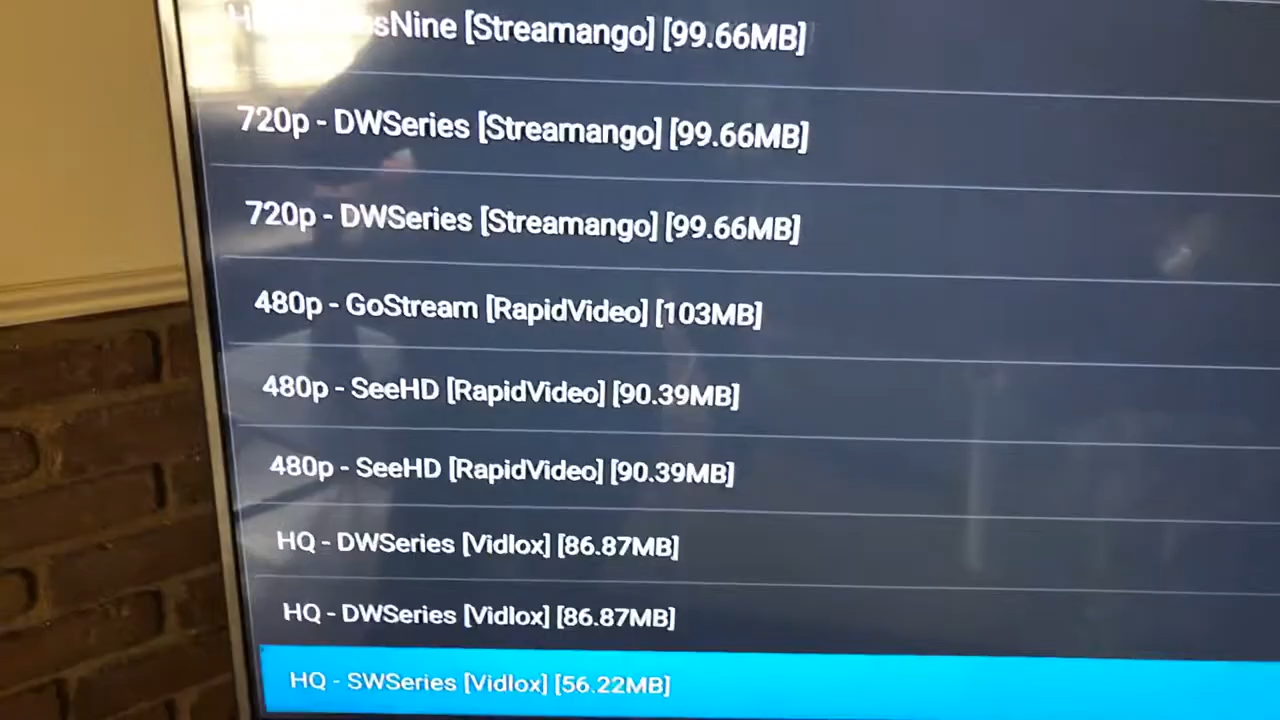 [Streamango] [99.66MB]
720p - DWSeries [Streamango] [99.66MB]
720p - DWSeries [Streamango] [99.66MB]
480p - GoStream [RapidVideo] [103MB]
480p - SeeHD [RapidVideo] [90.39MB]
480p - SeeHD [RapidVideo] [90.39MB]
HQ - DWSeries [Vidlox] [86.87MB]
HQ - DWSeries [Vidlox] [86.87MB]
HQ - SWSeries [Vidlox] [56.22MB]